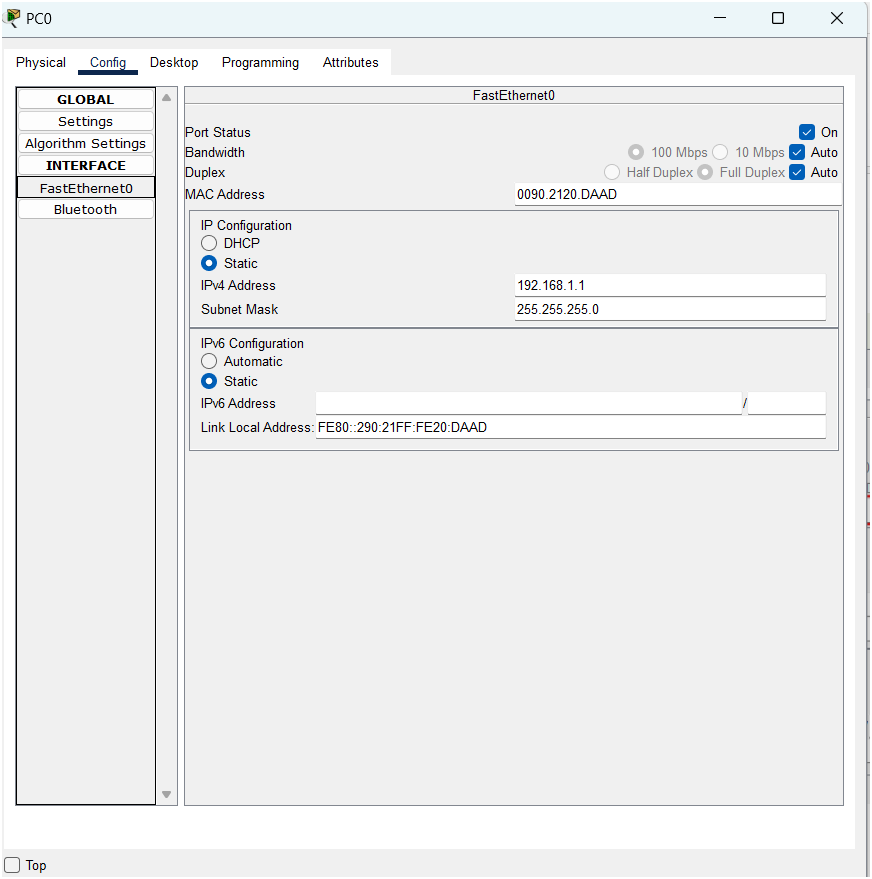 PC0
Physical Config Desktop Programming Attributes
GLOBAL
Settings
Algorithm Settings
INTERFACE
FastEthernet0
Bluetooth
FastEthernet0
Port Status On
Bandwidth 100 Mbps 10 Mbps Auto
Duplex Half Duplex Full Duplex Auto
MAC Address 0090.2120.DAAD
IP Configuration
DHCP
Static
IPv4 Address 192.168.1.1
Subnet Mask 255.255.255.0
IPv6 Configuration
Automatic
Static
IPv6 Address /
Link Local Address: FE80::290:21FF:FE20:DAAD
Top